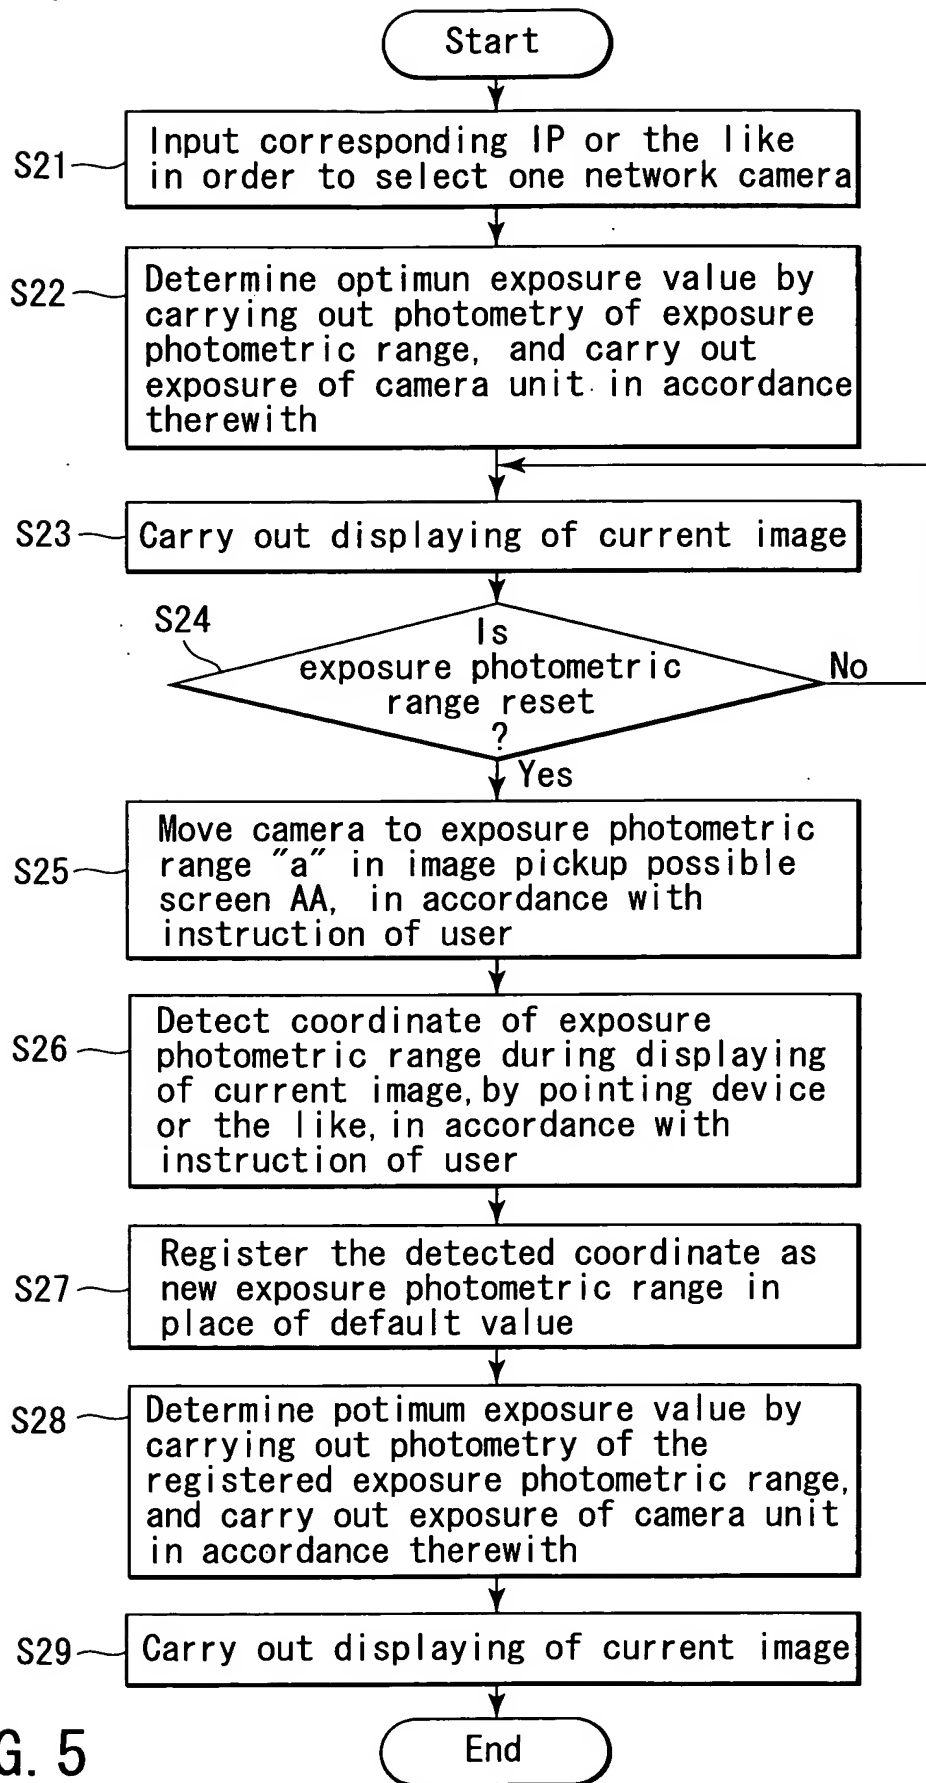 Start
S21
Input corresponding IP or the like
in order to select one network camera
S22
Determine optimun exposure value by
carrying out photometry of exposure
photometric range, and carry out
exposure of camera unit in accordance
therewith
S23
Carry out displaying of current image
S24
Is
exposure photometric
range reset
?
No
Yes
S25
Move camera to exposure photometric
range "a" in image pickup possible
screen AA, in accordance with
instruction of user
S26
Detect coordinate of exposure
photometric range during displaying
of current image, by pointing device
or the like, in accordance with
instruction of user
S27
Register the detected coordinate as
new exposure photometric range in
place of default value
S28
Determine potimum exposure value by
carrying out photometry of the
registered exposure photometric range,
and carry out exposure of camera unit
in accordance therewith
S29
Carry out displaying of current image
End
G. 5